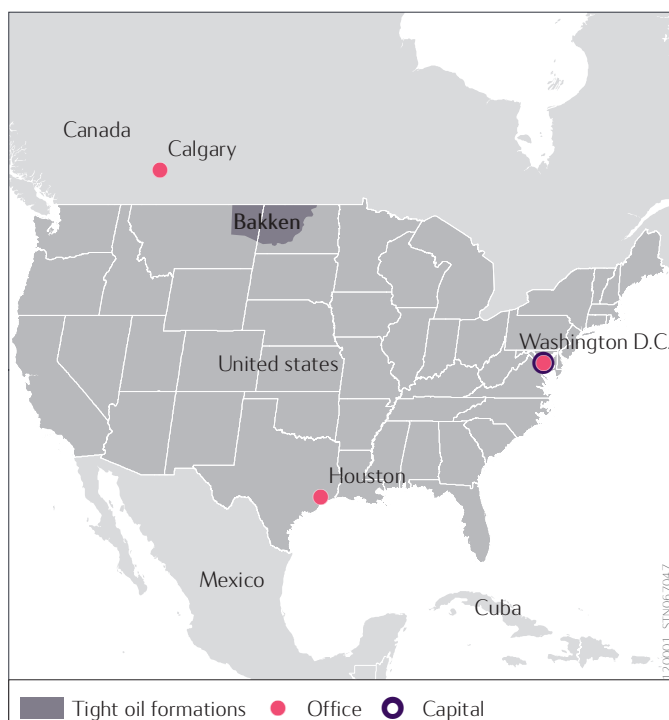 Canada
Calgary
Bakken
Washington D.C.
United states
Houston
Mexico
Cuba
Tight oil formations
Office
Capital